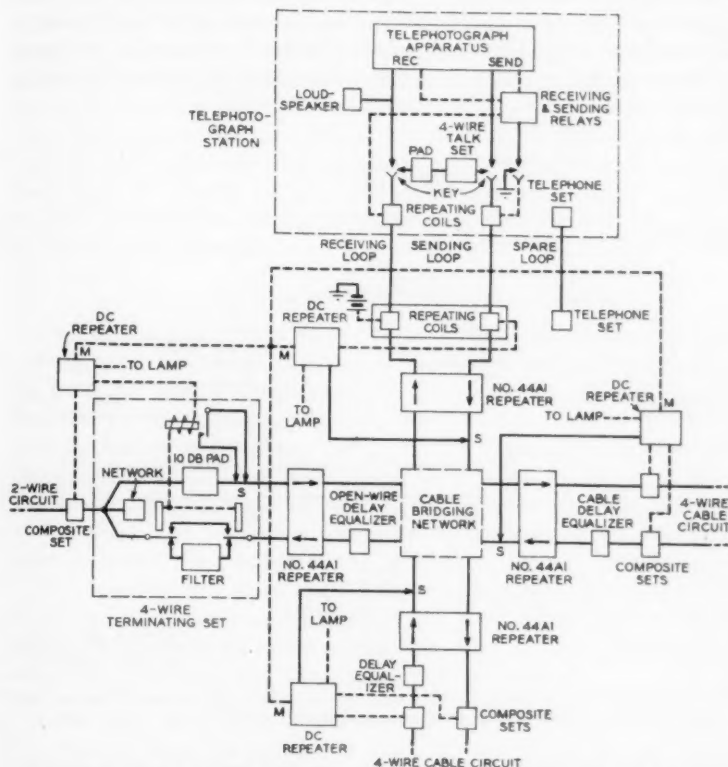 TELEPHOTOGRAPH
APPARATUS
REC
SEND
LOUD-
SPEAKER
TELEPHOTO-
GRAPH
STATION
4-WIRE
TALK
SET
RECEIVING
& SENDING
RELAYS
PAD
KEY
TELEPHONE
SET
REPEATING
COILS
RECEIVING
LOOP
SENDING
LOOP
SPARE
LOOP
DC
REPEATER
M
TO LAMP
DC
REPEATER
M
TO
LAMP
REPEATING
COILS
TELEPHONE
SET
NO. 44A1
REPEATER
S
DC
REPEATER
M
TO LAMP
2-WIRE
CIRCUIT
COMPOSITE
SET
NETWORK
10 DB PAD
S
FILTER
4-WIRE
TERMINATING SET
NO. 44A1
REPEATER
OPEN-WIRE
DELAY
EQUALIZER
CABLE
BRIDGING
NETWORK
S
NO. 44A1
REPEATER
CABLE
DELAY
EQUALIZER
4-WIRE
CABLE
CIRCUIT
COMPOSITE
SETS
S
TO
LAMP
NO. 44A1
REPEATER
DELAY
EQUAL-
IZER
M
DC
REPEATER
COMPOSITE
SETS
4-WIRE CABLE CIRCUIT